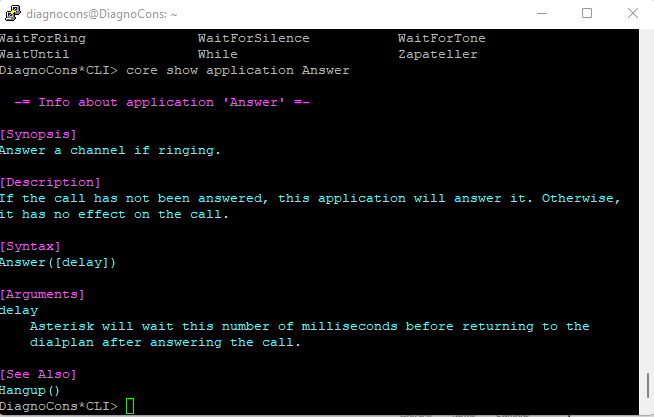 diagnocons@DiagnoCons: ~
WaitForRing WaitForSilence WaitForTone
WaitUntil While Zapateller
DiagnoCons*CLI> core show application Answer
-= Info about application 'Answer' =-
[Synopsis]
Answer a channel if ringing.
[Description]
If the call has not been answered, this application will answer it. Otherwise,
it has no effect on the call.
[Syntax]
Answer([delay])
[Arguments]
delay
Asterisk will wait this number of milliseconds before returning to the
dialplan after answering the call.
[See Also]
Hangup()
DiagnoCons*CLI>